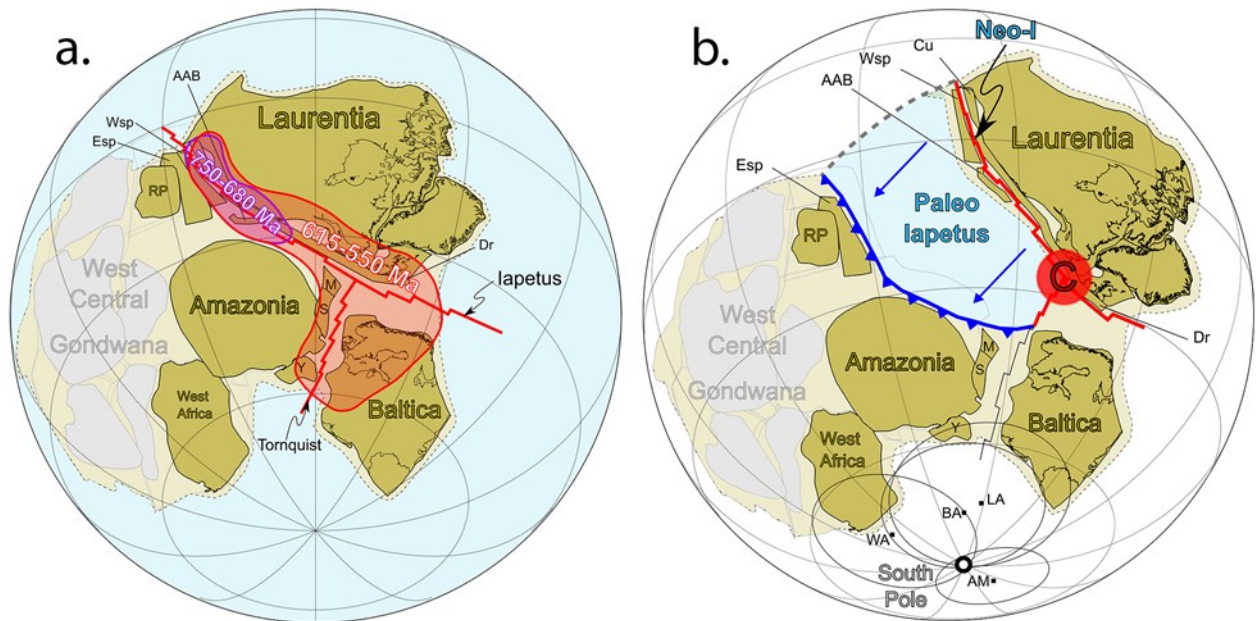 a.
AAB
Laurentia
Wsp
Esp
750-680 Ma
RP
615-550 Ma
Dr
Iapetus
West
Central
Gondwana
Amazonia
M
S
Y
West
Africa
Baltica
Tornquist
b.
Neo-I
Cu
Wsp
AAB
Laurentia
Esp
Paleo
Iapetus
RP
C
Dr
West
Central
Gondwana
Amazonia
M
S
Baltica
Y
West
Africa
LA
BA
WA
South
Pole
AM